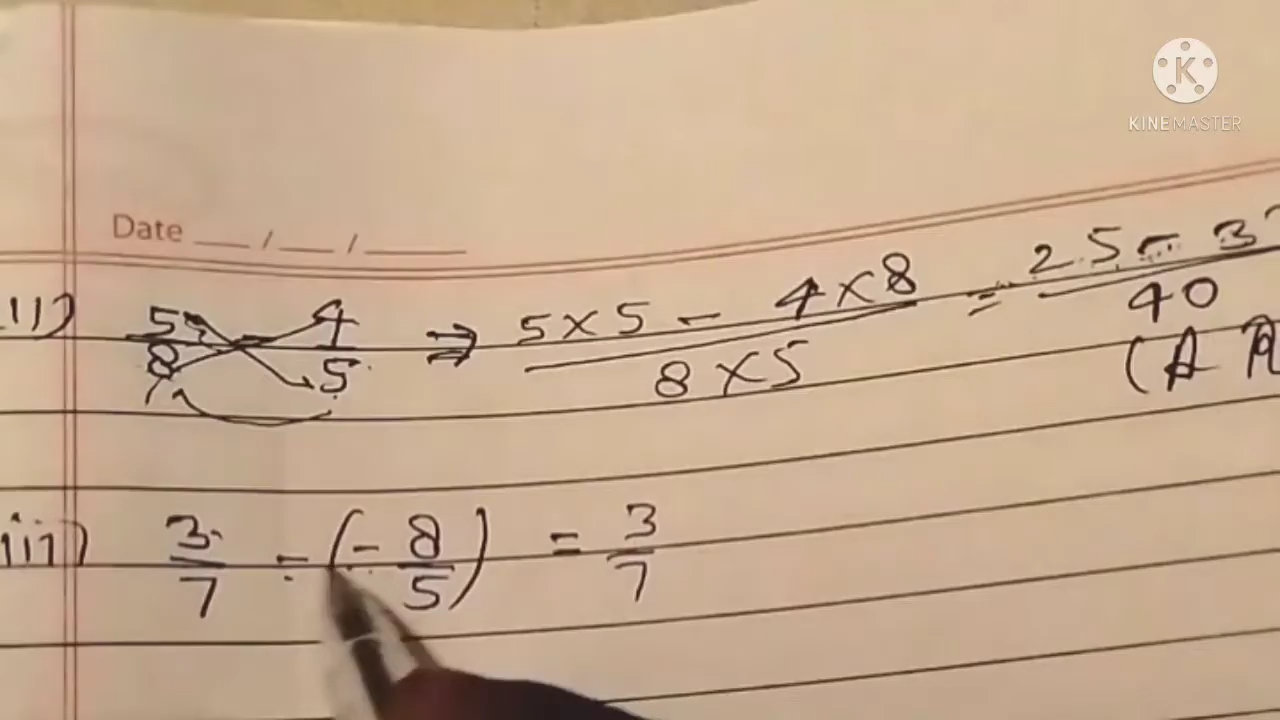 KINEMASTER
Date __ / __ / ____
ii) 5/8 - 4/5 ⇒ (5×5 - 4×8)/(8×5) = (25 - 3)/40
(A R
iii) 3/7 - (- 8/5) = 3/7